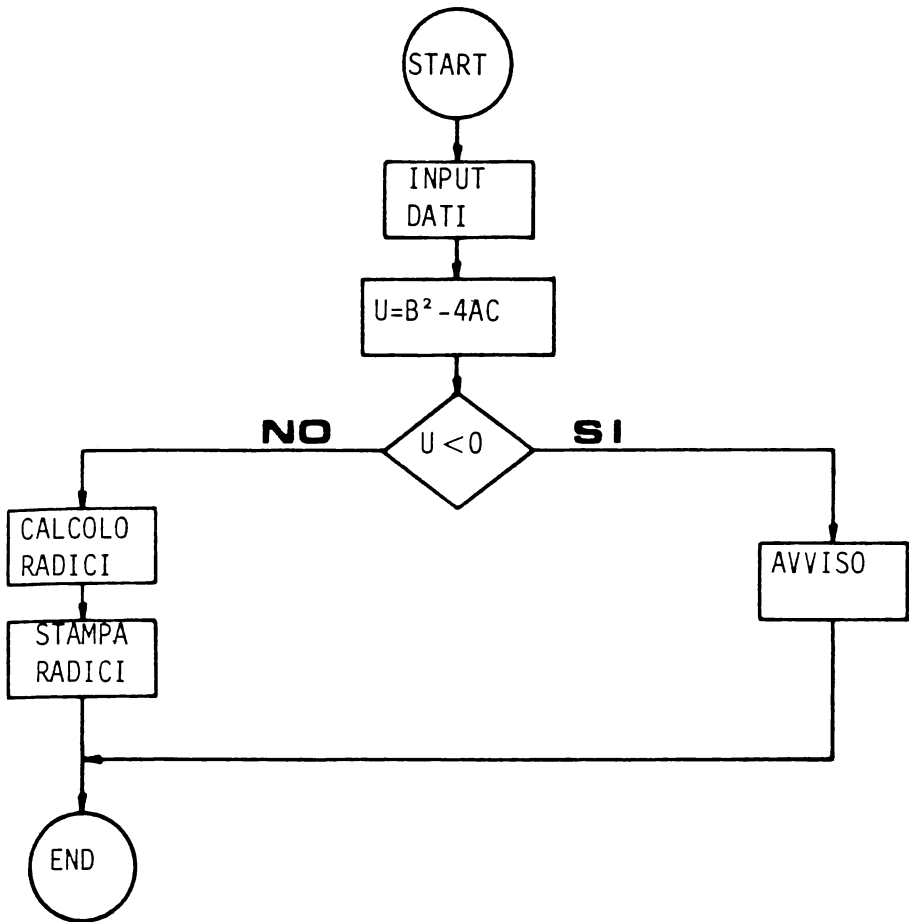 START
INPUT
DATI
U=B²-4AC
NO
U<0
SI
CALCOLO
RADICI
AVVISO
STAMPA
RADICI
END